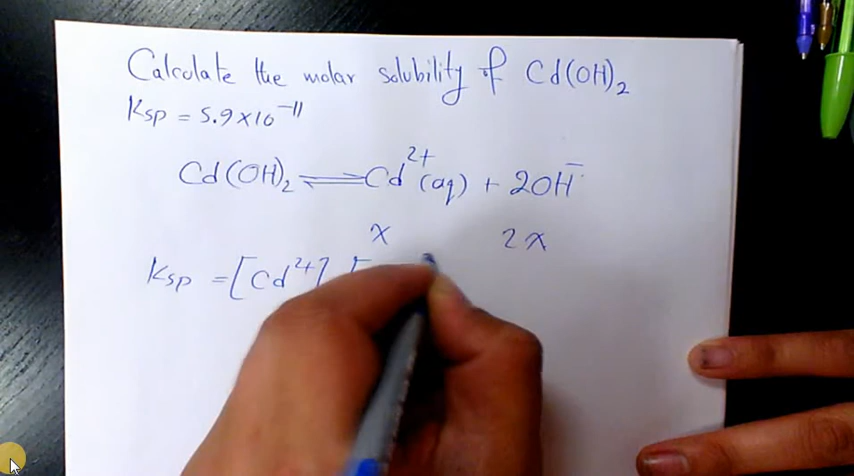 Calculate the molar solubility of Cd(OH)₂
Ksp = 5.9×10⁻¹¹
Cd(OH)₂ ⇌ Cd²⁺(aq) + 2OH⁻
x 2x
Ksp = [Cd²⁺] [